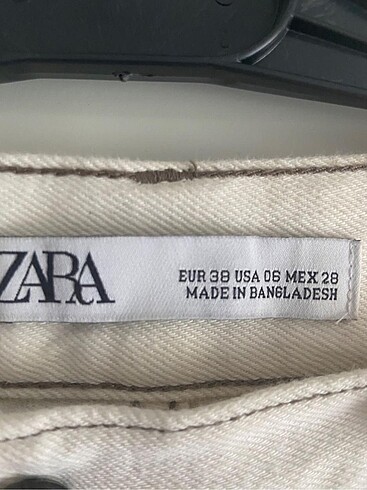 ZARA
EUR 38 USA 06 MEX 28
MADE IN BANGLADESH